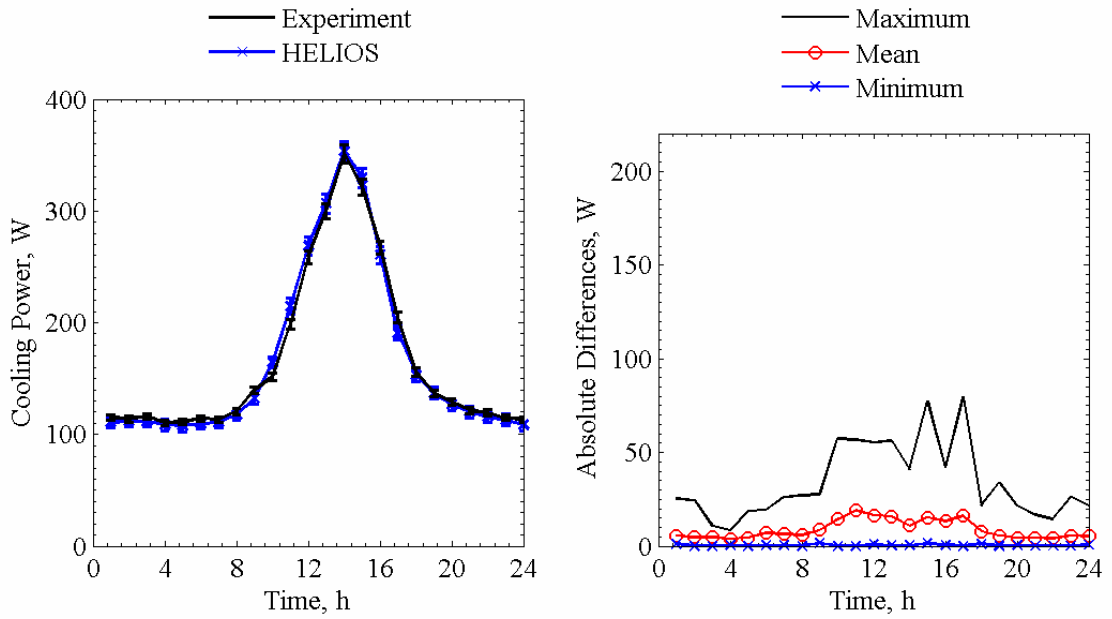 Experiment
HELIOS
Cooling Power, W
400
300
200
100
0
0 4 8 12 16 20 24
Time, h
Maximum
Mean
Minimum
Absolute Differences, W
200
150
100
50
0
0 4 8 12 16 20 24
Time, h